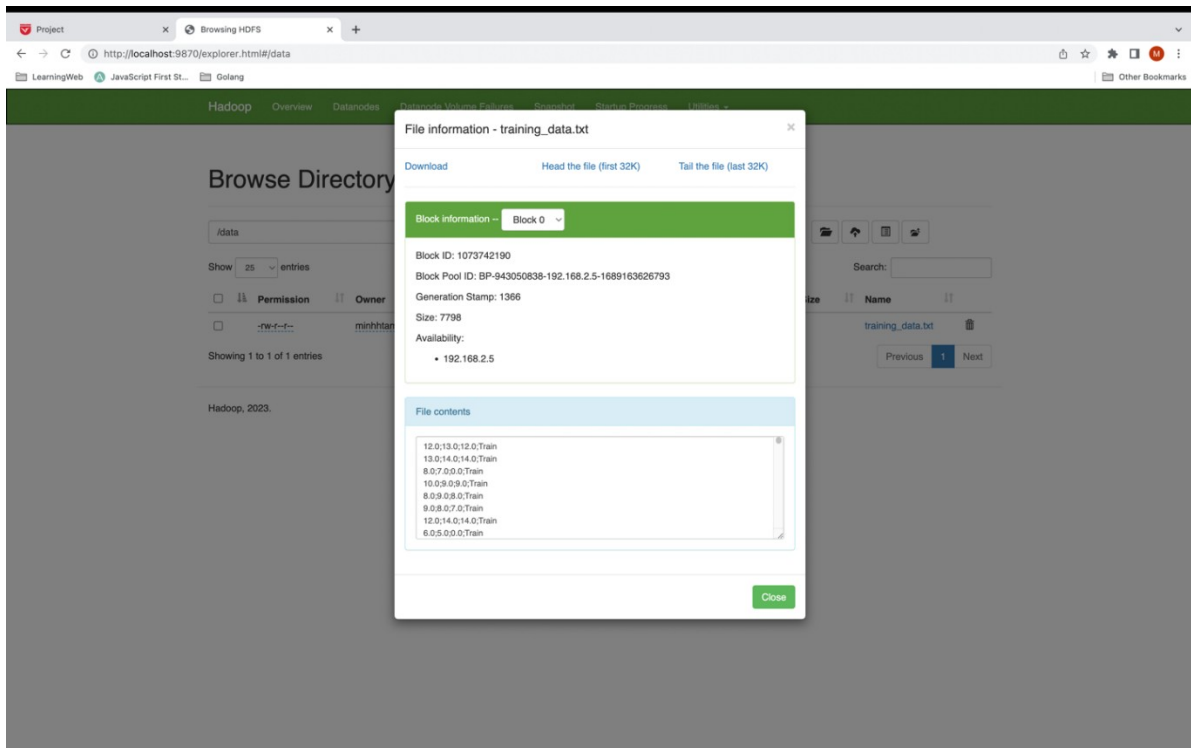 Project
Browsing HDFS
http://localhost:9870/explorer.html#/data
M
LearningWeb JavaScript First St... Golang Other Bookmarks
Hadoop Overview Datanodes Datanode Volume Failures Snapshot Startup Progress Utilities
File information - training_data.txt
Download Head the file (first 32K) Tail the file (last 32K)
Browse Directory
Block information -- Block 0
/data
Block ID: 1073742190
Block Pool ID: BP-943050838-192.168.2.5-1689163626793
Generation Stamp: 1366
Size: 7798
Availability:
• 192.168.2.5
Show 25 entries Search:
Permission Owner Size Name
-rw-r--r-- minhhtan training_data.txt
Showing 1 to 1 of 1 entries Previous 1 Next
Hadoop, 2023.
File contents
12.0;13.0;12.0;Train
13.0;14.0;14.0;Train
8.0;7.0;0.0;Train
10.0;9.0;9.0;Train
8.0;9.0;8.0;Train
9.0;8.0;7.0;Train
12.0;14.0;14.0;Train
6.0;5.0;0.0;Train
Close